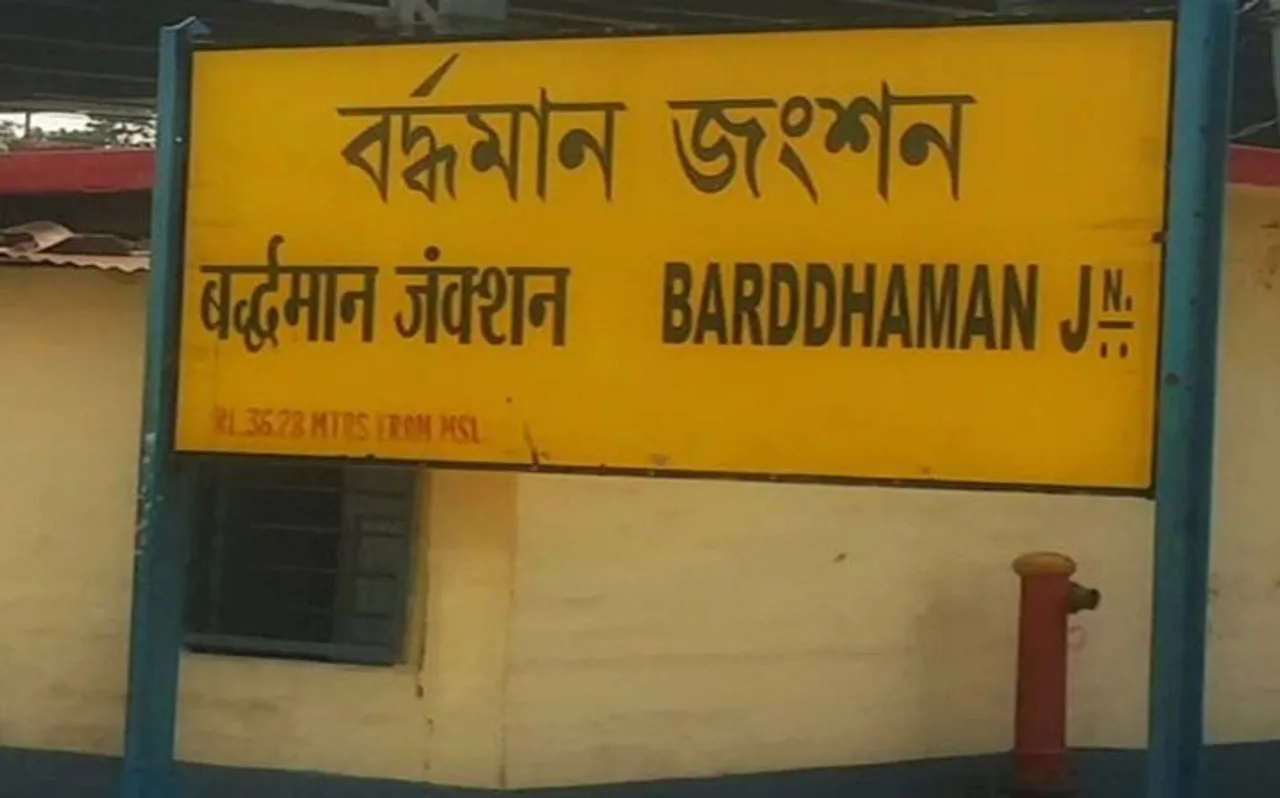 বর্দ্ধমান জংশন
बर्द्धमान जंक्शन BARDDHAMAN JN.
RL.36.28 MTRS FROM MSL